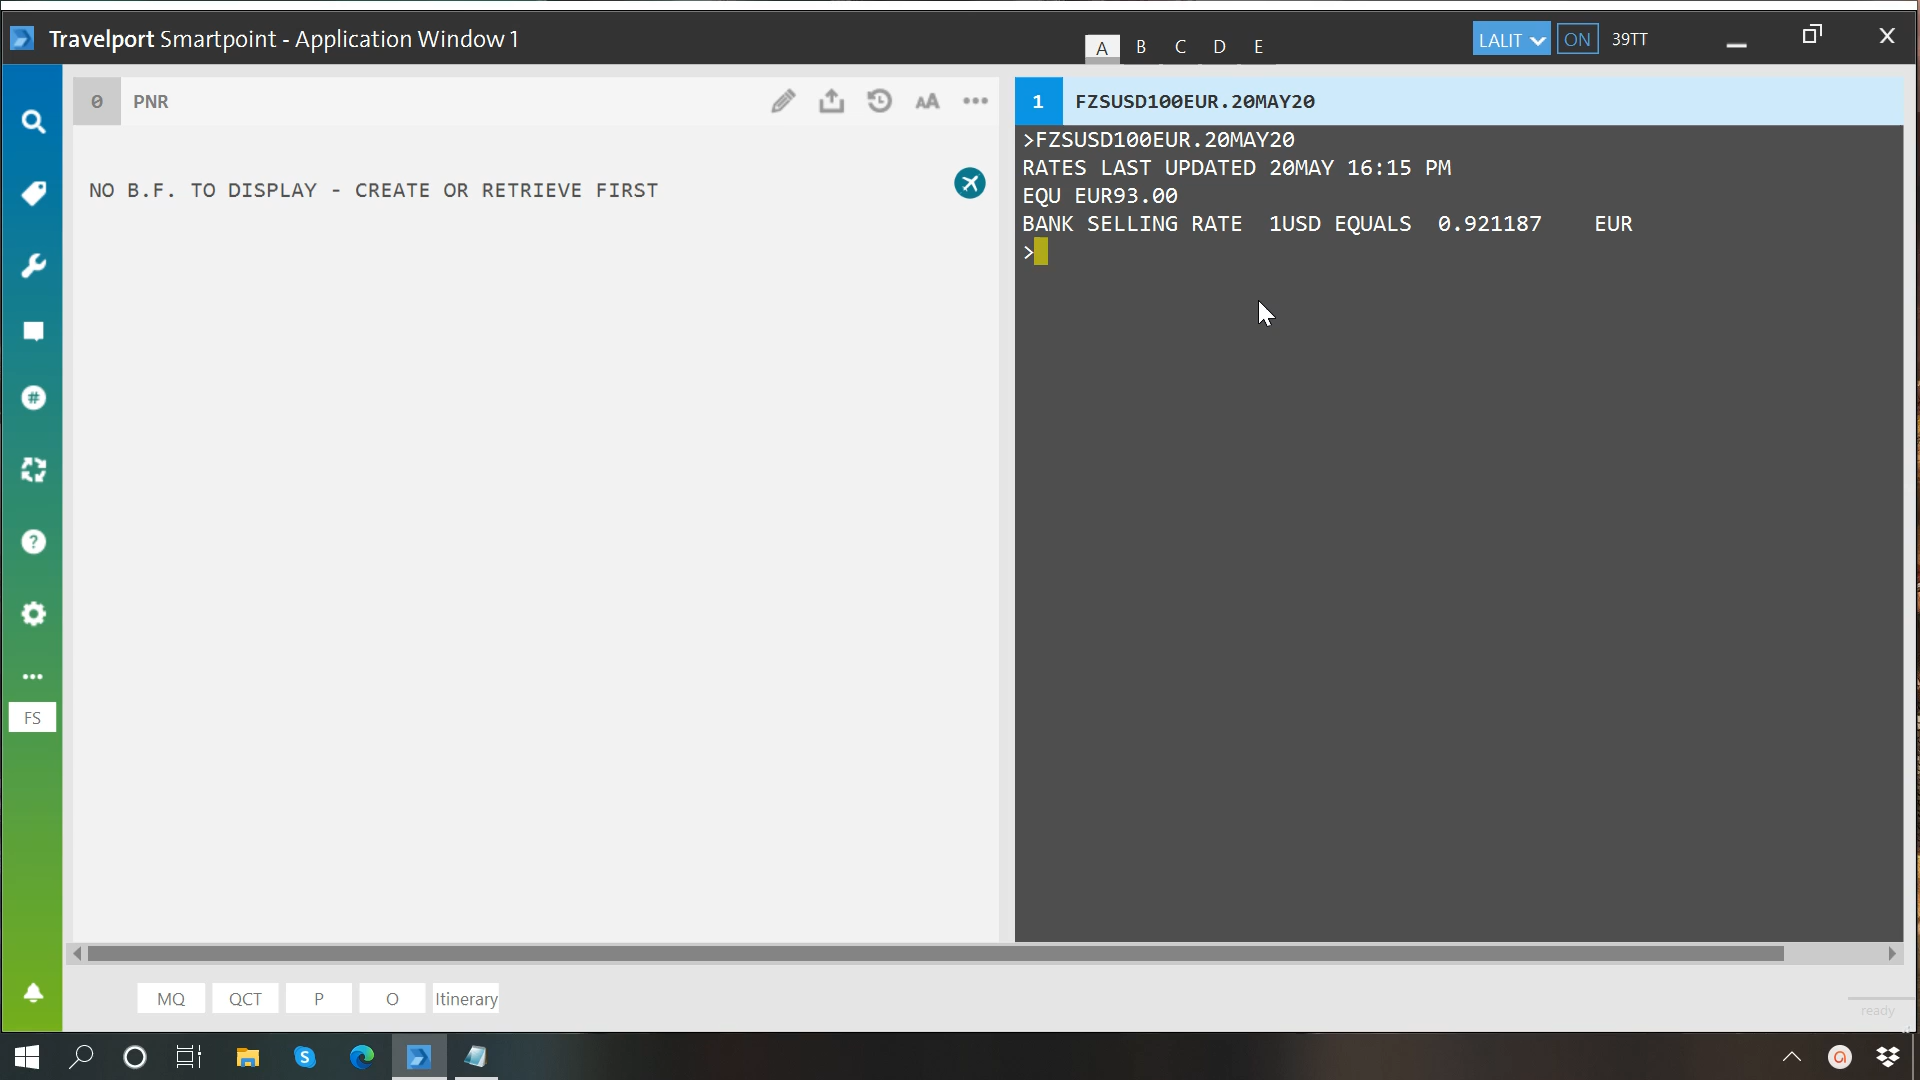 Travelport Smartpoint - Application Window 1
A B C D E
LALIT ON 39TT
0 PNR
AA
1 FZSUSD100EUR.20MAY20
NO B.F. TO DISPLAY - CREATE OR RETRIEVE FIRST
>FZSUSD100EUR.20MAY20
RATES LAST UPDATED 20MAY 16:15 PM
EQU EUR93.00
BANK SELLING RATE 1USD EQUALS 0.921187 EUR
>
#
?
FS
MQ QCT P O Itinerary
ready